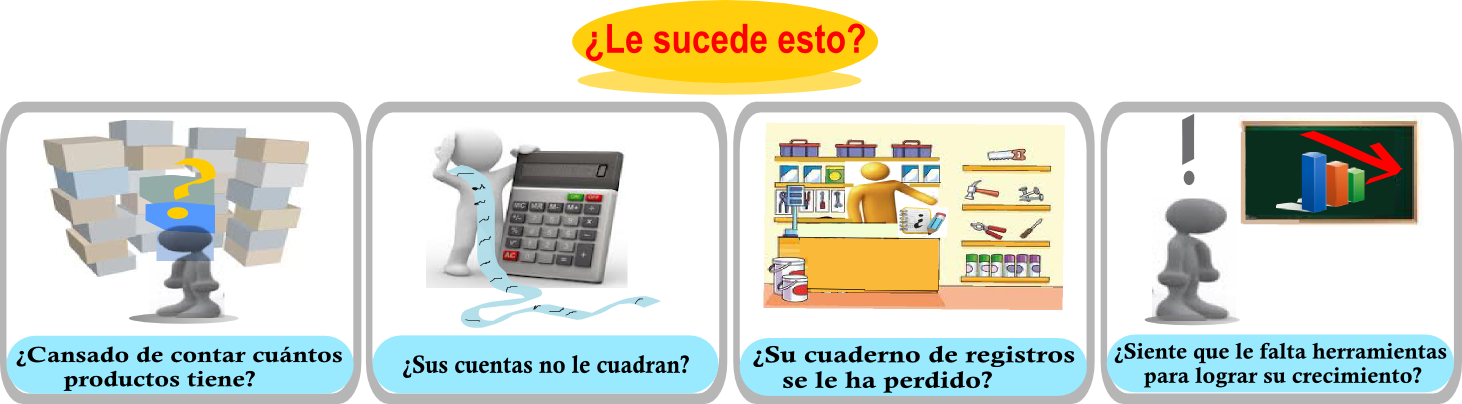 ¿Le sucede esto?
¿Cansado de contar cuántos
productos tiene?
¿Sus cuentas no le cuadran?
¿Su cuaderno de registros
se le ha perdido?
¿Siente que le falta herramientas
para lograr su crecimiento?